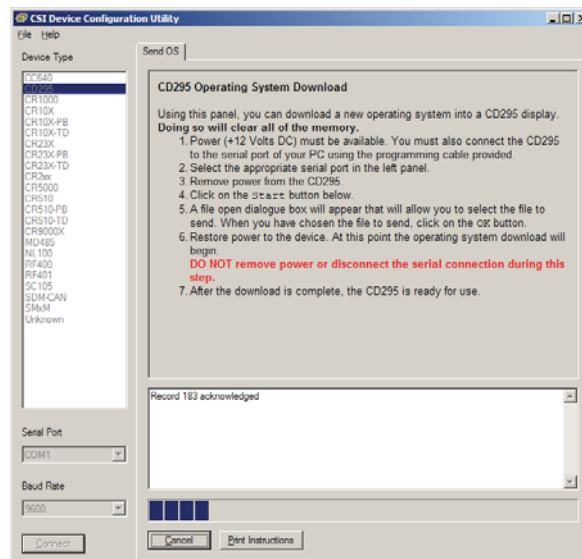 CSI Device Configuration Utility
File Help
Device Type
Send OS
CC640
CD295
CR1000
CR10X
CR10X-PB
CR10X-TD
CR23X
CR23X-PB
CR23X-TD
CR2xx
CR5000
CR510
CR510-PB
CR510-TD
CR9000X
MD485
NL100
RF400
RF401
SC105
SDM-CAN
SMxM
Unknown
Serial Port
COM1
Baud Rate
9600
Connect
CD295 Operating System Download
Using this panel, you can download a new operating system into a CD295 display.
Doing so will clear all of the memory.
1. Power (+12 Volts DC) must be available. You must also connect the CD295
to the serial port of your PC using the programming cable provided.
2. Select the appropriate serial port in the left panel.
3. Remove power from the CD295.
4. Click on the Start button below.
5. A file open dialogue box will appear that will allow you to select the file to
send. When you have chosen the file to send, click on the OK button.
6. Restore power to the device. At this point the operating system download will
begin.
DO NOT remove power or disconnect the serial connection during this
step.
7. After the download is complete, the CD295 is ready for use.
Record 183 acknowledged
Cancel
Print Instructions